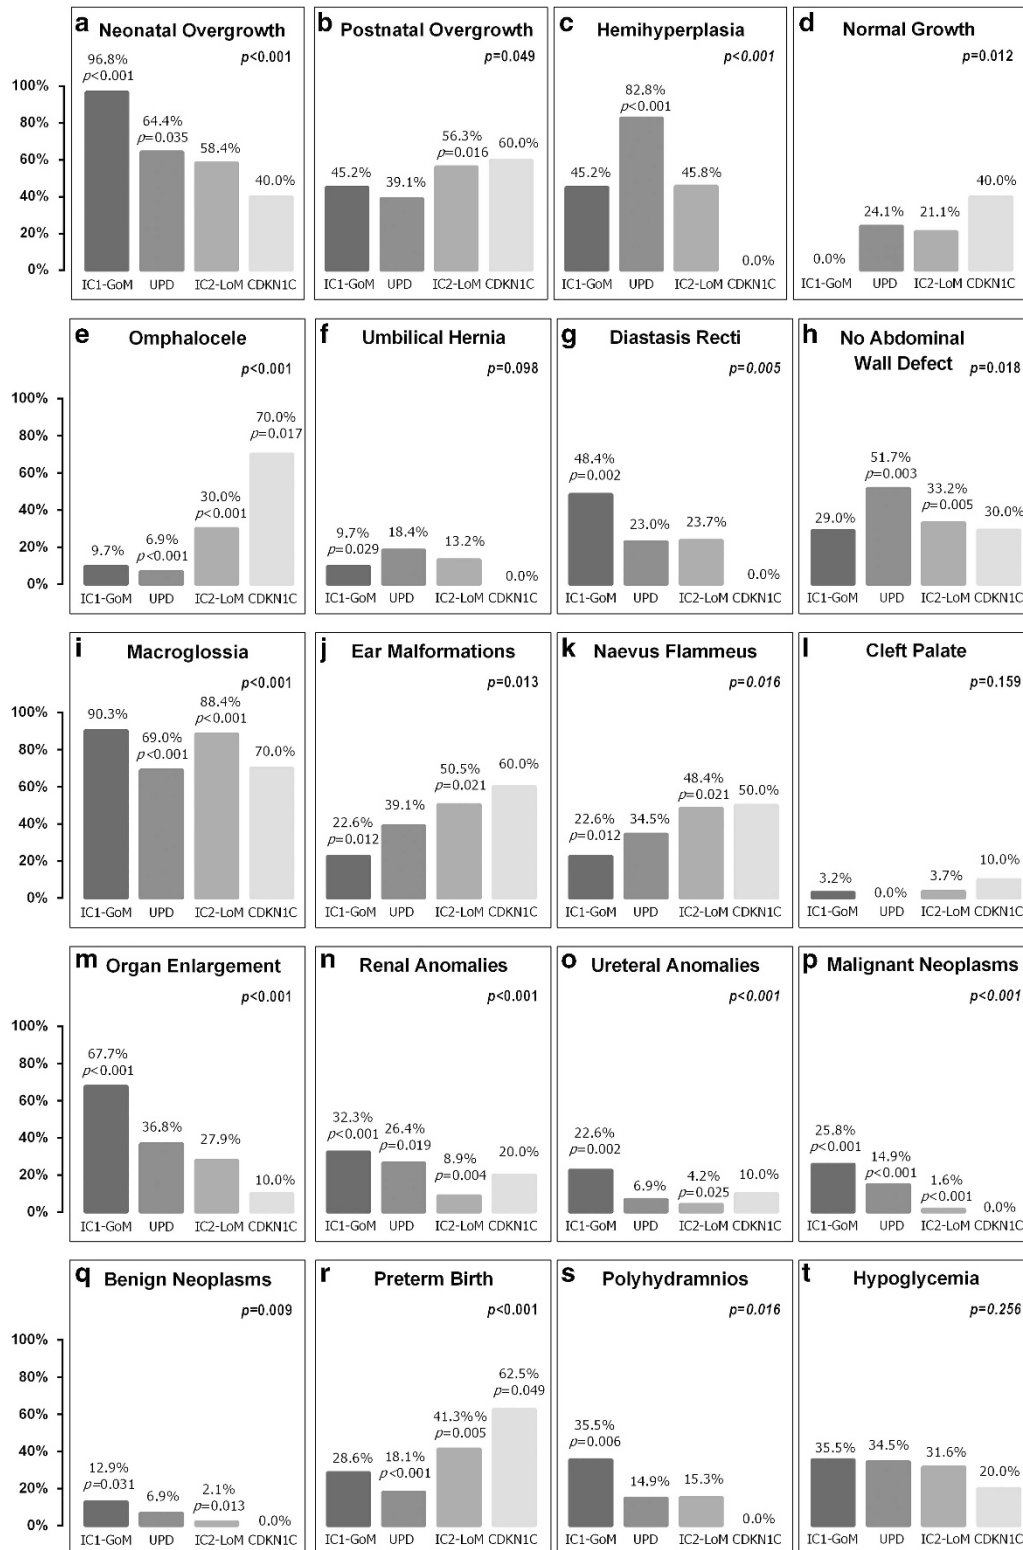 a Neonatal Overgrowth
p<0.001
96.8%
p<0.001
64.4%
p=0.035
58.4%
40.0%
100%
80%
60%
40%
20%
0%
IC1-GoM UPD IC2-LoM CDKN1C
b Postnatal Overgrowth
p=0.049
45.2%
39.1%
56.3%
p=0.016
60.0%
IC1-GoM UPD IC2-LoM CDKN1C
c Hemihyperplasia
p<0.001
45.2%
82.8%
p<0.001
45.8%
0.0%
IC1-GoM UPD IC2-LoM CDKN1C
d Normal Growth
p=0.012
0.0%
24.1%
21.1%
40.0%
IC1-GoM UPD IC2-LoM CDKN1C
e Omphalocele
p<0.001
9.7%
6.9%
p<0.001
30.0%
p<0.001
70.0%
p=0.017
100%
80%
60%
40%
20%
0%
IC1-GoM UPD IC2-LoM CDKN1C
f Umbilical Hernia
p=0.098
9.7%
p=0.029
18.4%
13.2%
0.0%
IC1-GoM UPD IC2-LoM CDKN1C
g Diastasis Recti
p=0.005
48.4%
p=0.002
23.0%
23.7%
0.0%
IC1-GoM UPD IC2-LoM CDKN1C
h No Abdominal
Wall Defect p=0.018
29.0%
51.7%
p=0.003
33.2%
p=0.005
30.0%
IC1-GoM UPD IC2-LoM CDKN1C
i Macroglossia
p<0.001
90.3%
69.0%
p<0.001
88.4%
p<0.001
70.0%
100%
80%
60%
40%
20%
0%
IC1-GoM UPD IC2-LoM CDKN1C
j Ear Malformations
p=0.013
22.6%
p=0.012
39.1%
50.5%
p=0.021
60.0%
IC1-GoM UPD IC2-LoM CDKN1C
k Naevus Flammeus
p=0.016
22.6%
p=0.012
34.5%
48.4%
p=0.021
50.0%
IC1-GoM UPD IC2-LoM CDKN1C
l Cleft Palate
p=0.159
3.2%
0.0%
3.7%
10.0%
IC1-GoM UPD IC2-LoM CDKN1C
m Organ Enlargement
p<0.001
67.7%
p<0.001
36.8%
27.9%
10.0%
100%
80%
60%
40%
20%
0%
IC1-GoM UPD IC2-LoM CDKN1C
n Renal Anomalies
p<0.001
32.3%
p<0.001
26.4%
p=0.019
8.9%
p=0.004
20.0%
IC1-GoM UPD IC2-LoM CDKN1C
o Ureteral Anomalies
p<0.001
22.6%
p=0.002
6.9%
4.2%
p=0.025
10.0%
IC1-GoM UPD IC2-LoM CDKN1C
p Malignant Neoplasms
p<0.001
25.8%
p<0.001
14.9%
p<0.001
1.6%
p<0.001
0.0%
IC1-GoM UPD IC2-LoM CDKN1C
q Benign Neoplasms
p=0.009
12.9%
p=0.031
6.9%
2.1%
p=0.013
0.0%
100%
80%
60%
40%
20%
0%
IC1-GoM UPD IC2-LoM CDKN1C
r Preterm Birth
p<0.001
28.6%
18.1%
p<0.001
41.3%%
p=0.005
62.5%
p=0.049
IC1-GoM UPD IC2-LoM CDKN1C
s Polyhydramnios
p=0.016
35.5%
p=0.006
14.9%
15.3%
0.0%
IC1-GoM UPD IC2-LoM CDKN1C
t Hypoglycemia
p=0.256
35.5%
34.5%
31.6%
20.0%
IC1-GoM UPD IC2-LoM CDKN1C